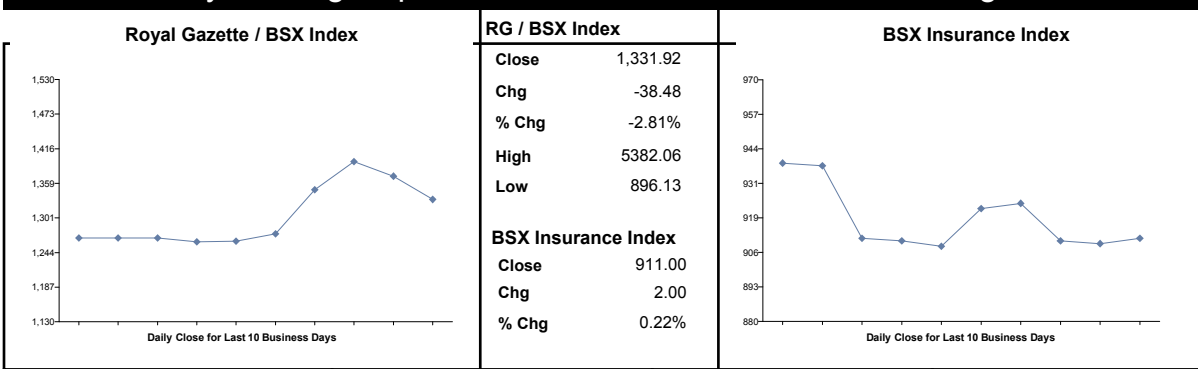 Royal Gazette / BSX Index
1,530
1,473
1,416
1,359
1,301
1,244
1,187
1,130
Daily Close for Last 10 Business Days
RG / BSX Index
Close 1,331.92
Chg -38.48
% Chg -2.81%
High 5382.06
Low 896.13
BSX Insurance Index
Close 911.00
Chg 2.00
% Chg 0.22%
BSX Insurance Index
970
957
944
931
919
906
893
880
Daily Close for Last 10 Business Days